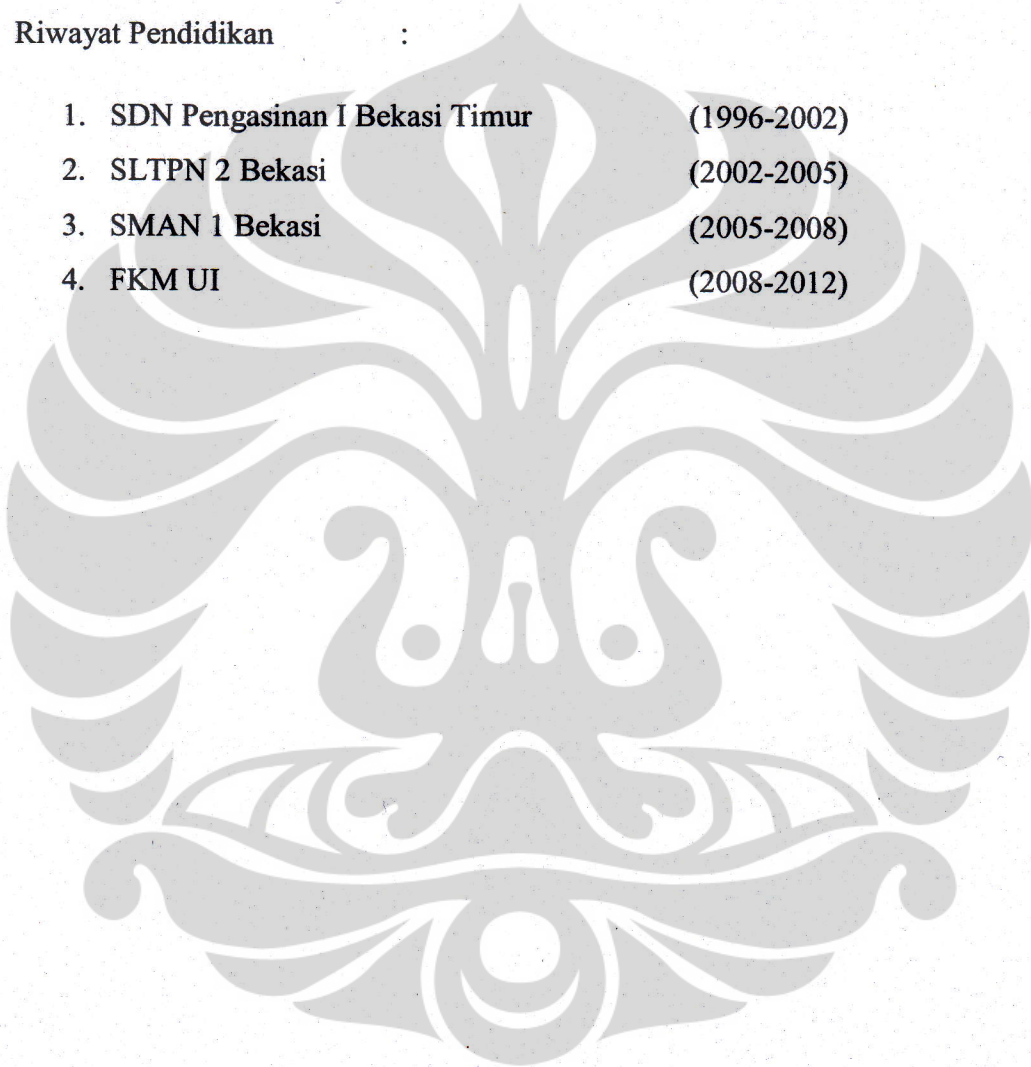 Riwayat Pendidikan :
1. SDN Pengasinan I Bekasi Timur (1996-2002)
2. SLTPN 2 Bekasi (2002-2005)
3. SMAN 1 Bekasi (2005-2008)
4. FKM UI (2008-2012)